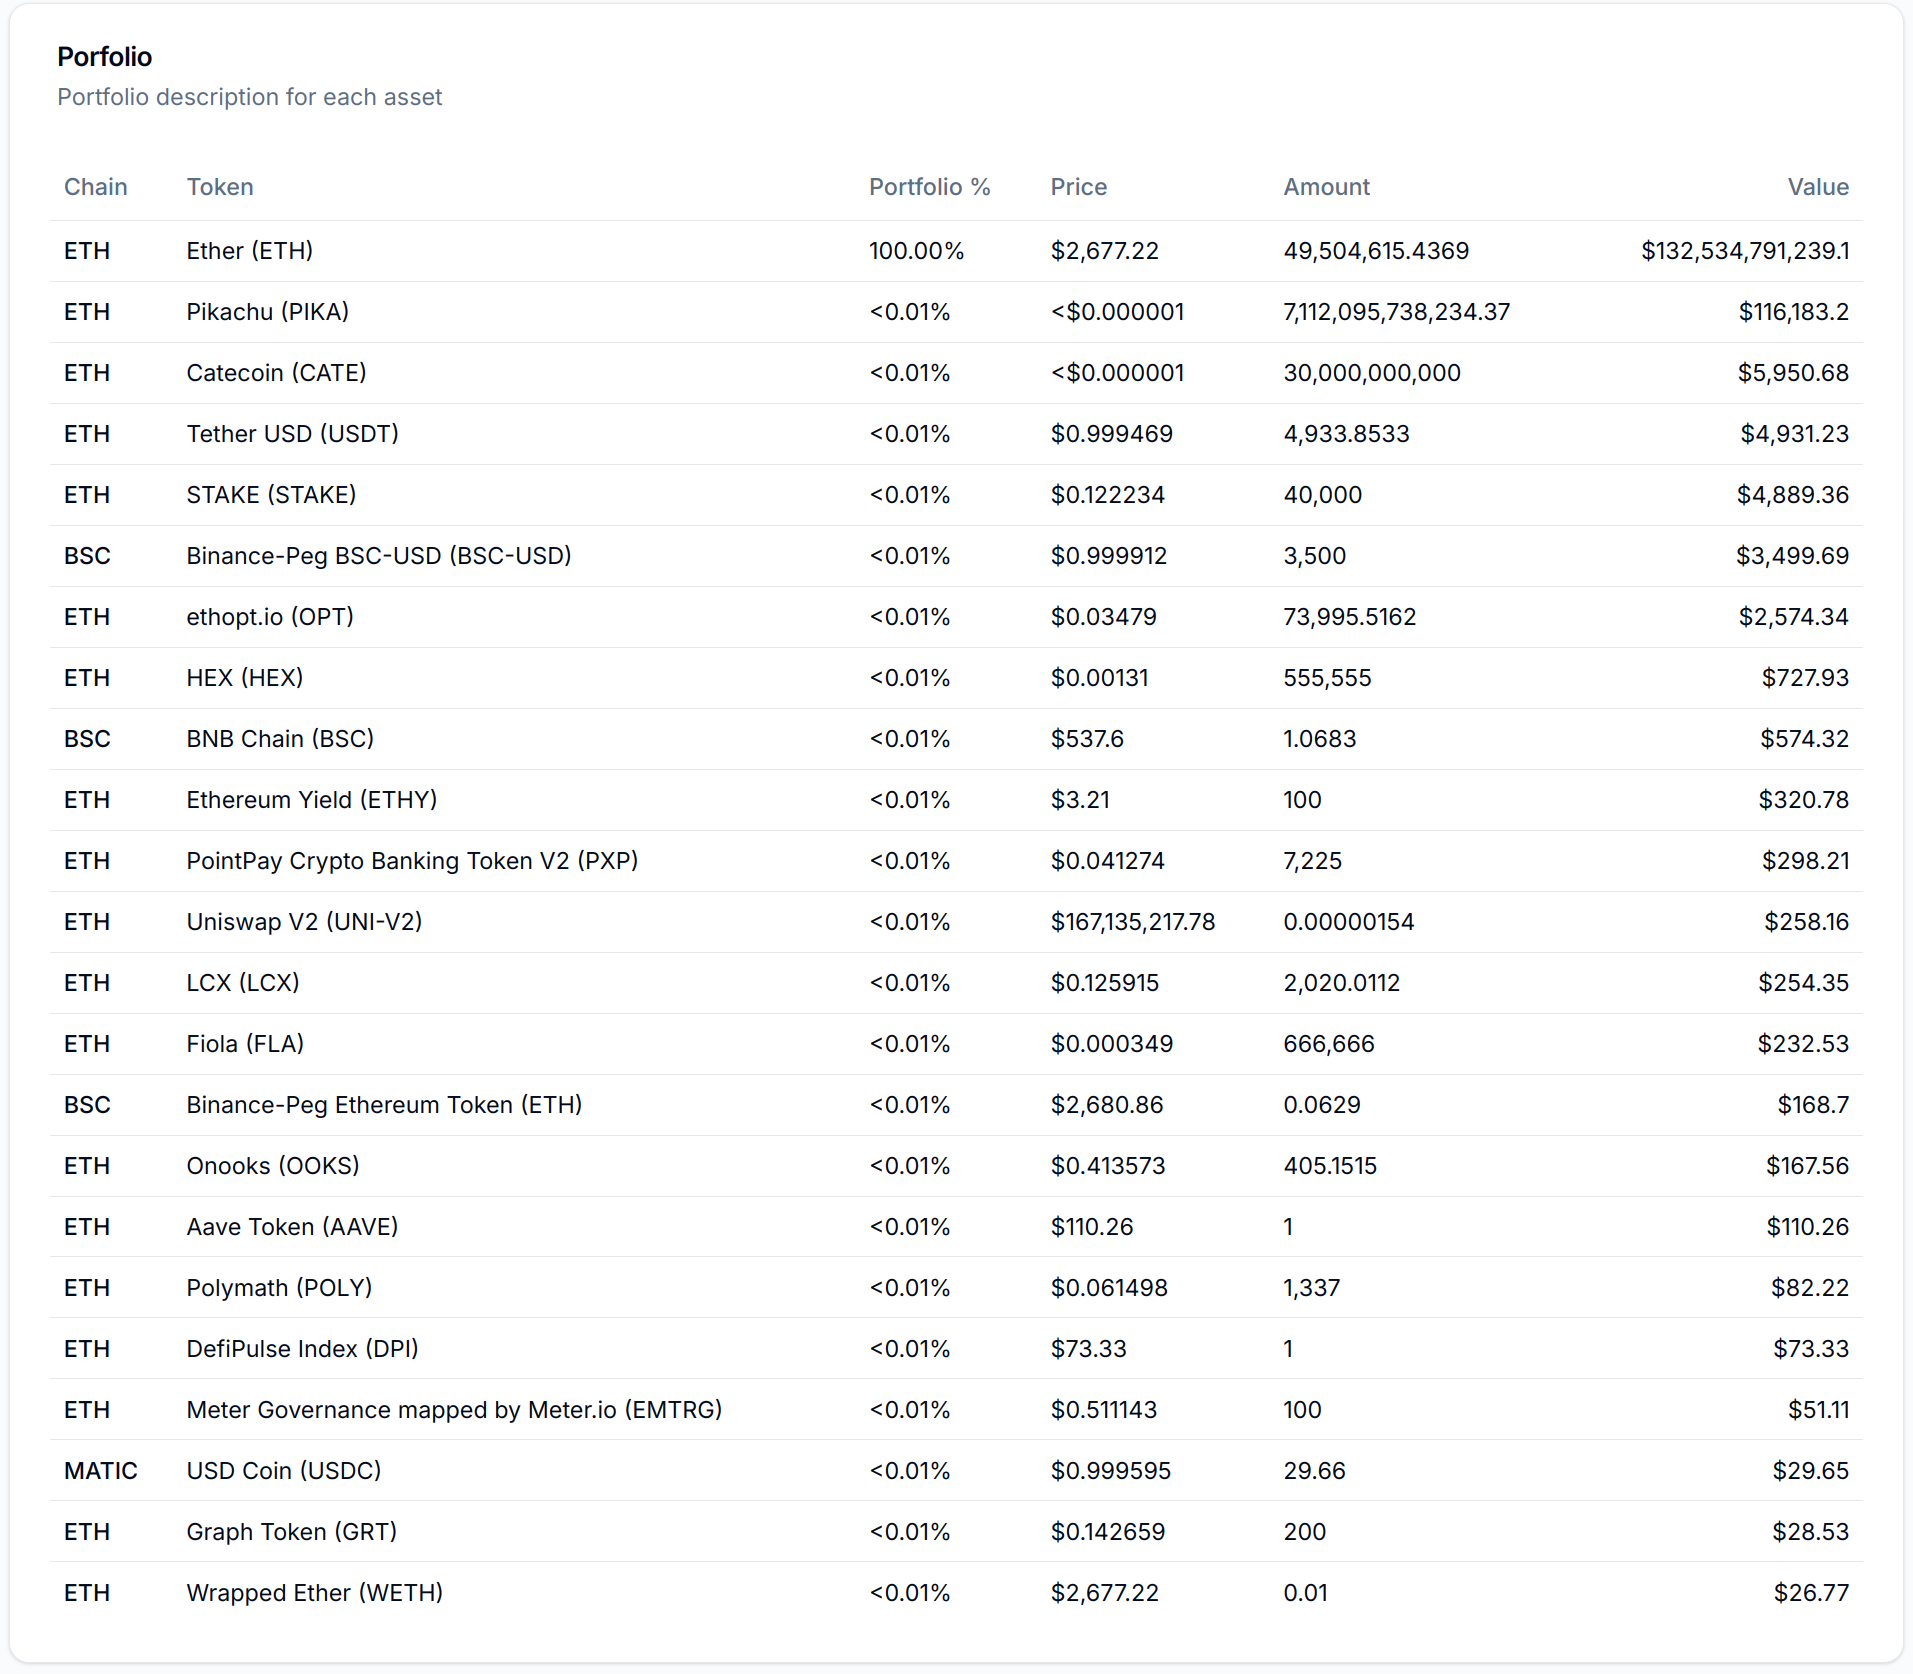 Porfolio
Portfolio description for each asset
Chain Token Portfolio % Price Amount Value
ETH Ether (ETH) 100.00% $2,677.22 49,504,615.4369 $132,534,791,239.1
ETH Pikachu (PIKA) <0.01% <$0.000001 7,112,095,738,234.37 $116,183.2
ETH Catecoin (CATE) <0.01% <$0.000001 30,000,000,000 $5,950.68
ETH Tether USD (USDT) <0.01% $0.999469 4,933.8533 $4,931.23
ETH STAKE (STAKE) <0.01% $0.122234 40,000 $4,889.36
BSC Binance-Peg BSC-USD (BSC-USD) <0.01% $0.999912 3,500 $3,499.69
ETH ethopt.io (OPT) <0.01% $0.03479 73,995.5162 $2,574.34
ETH HEX (HEX) <0.01% $0.00131 555,555 $727.93
BSC BNB Chain (BSC) <0.01% $537.6 1.0683 $574.32
ETH Ethereum Yield (ETHY) <0.01% $3.21 100 $320.78
ETH PointPay Crypto Banking Token V2 (PXP) <0.01% $0.041274 7,225 $298.21
ETH Uniswap V2 (UNI-V2) <0.01% $167,135,217.78 0.00000154 $258.16
ETH LCX (LCX) <0.01% $0.125915 2,020.0112 $254.35
ETH Fiola (FLA) <0.01% $0.000349 666,666 $232.53
BSC Binance-Peg Ethereum Token (ETH) <0.01% $2,680.86 0.0629 $168.7
ETH Onooks (OOKS) <0.01% $0.413573 405.1515 $167.56
ETH Aave Token (AAVE) <0.01% $110.26 1 $110.26
ETH Polymath (POLY) <0.01% $0.061498 1,337 $82.22
ETH DefiPulse Index (DPI) <0.01% $73.33 1 $73.33
ETH Meter Governance mapped by Meter.io (EMTRG) <0.01% $0.511143 100 $51.11
MATIC USD Coin (USDC) <0.01% $0.999595 29.66 $29.65
ETH Graph Token (GRT) <0.01% $0.142659 200 $28.53
ETH Wrapped Ether (WETH) <0.01% $2,677.22 0.01 $26.77